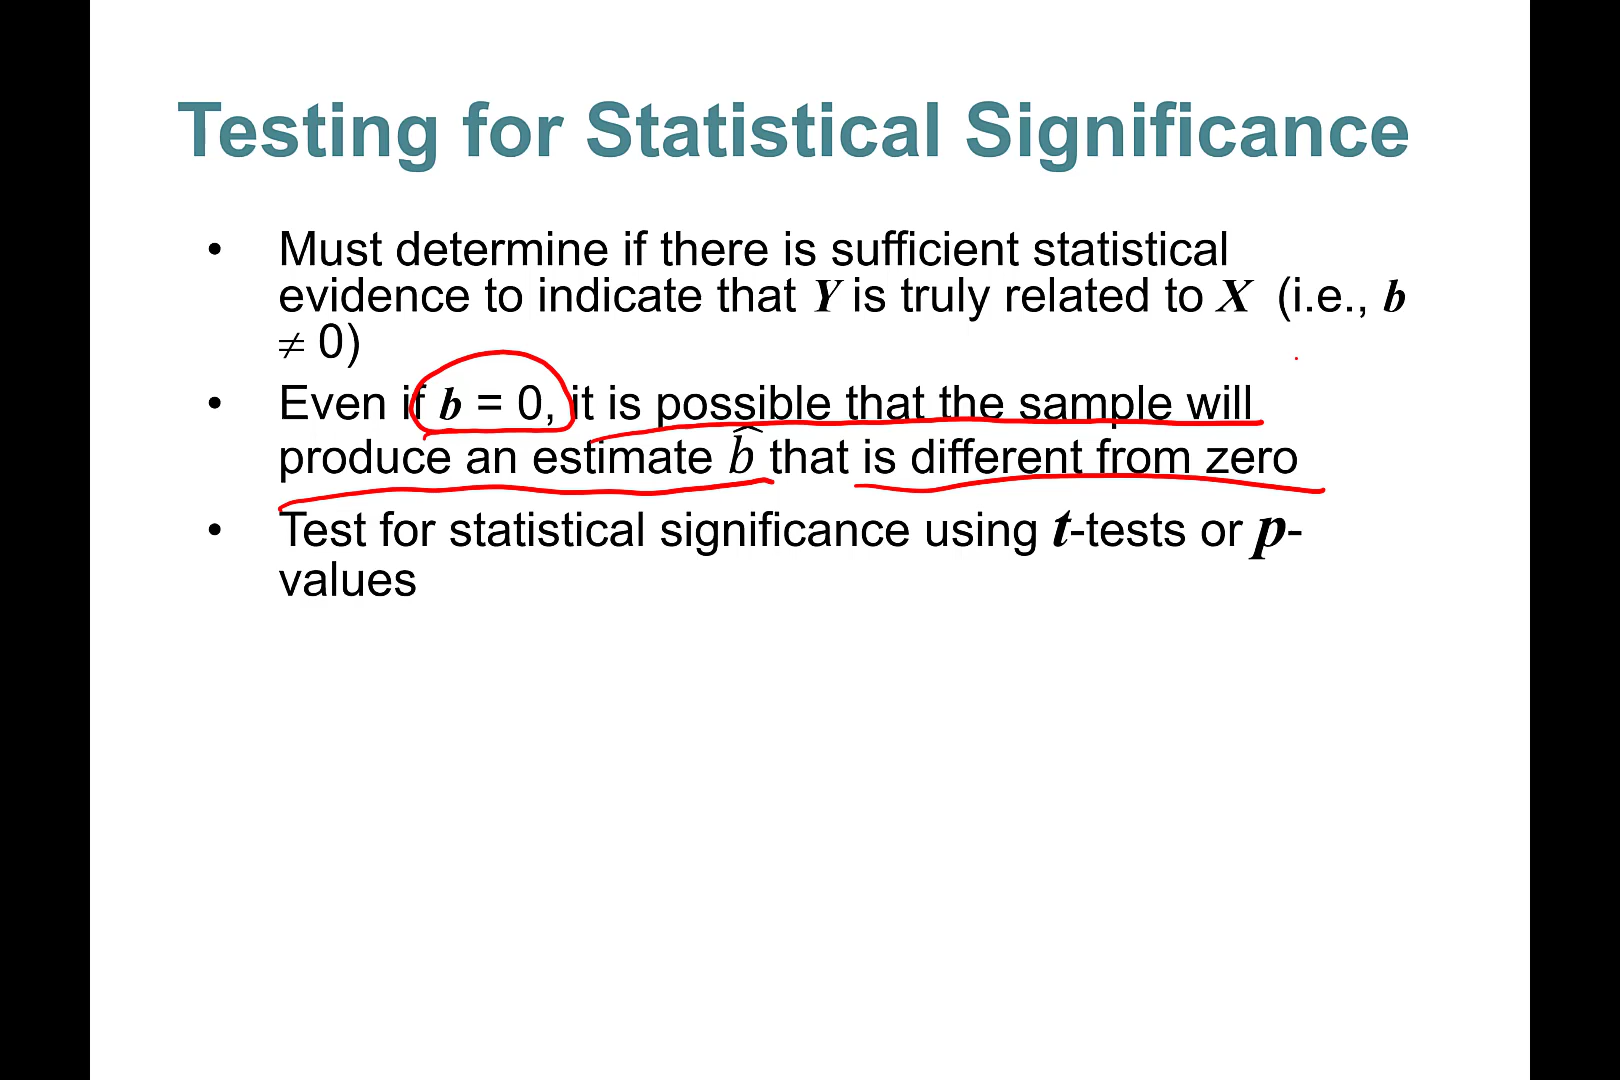 Testing for Statistical Significance
• Must determine if there is sufficient statistical
evidence to indicate that Y is truly related to X (i.e., b
≠ 0)
• Even if b = 0, it is possible that the sample will
produce an estimate b̂ that is different from zero
• Test for statistical significance using t-tests or p-
values